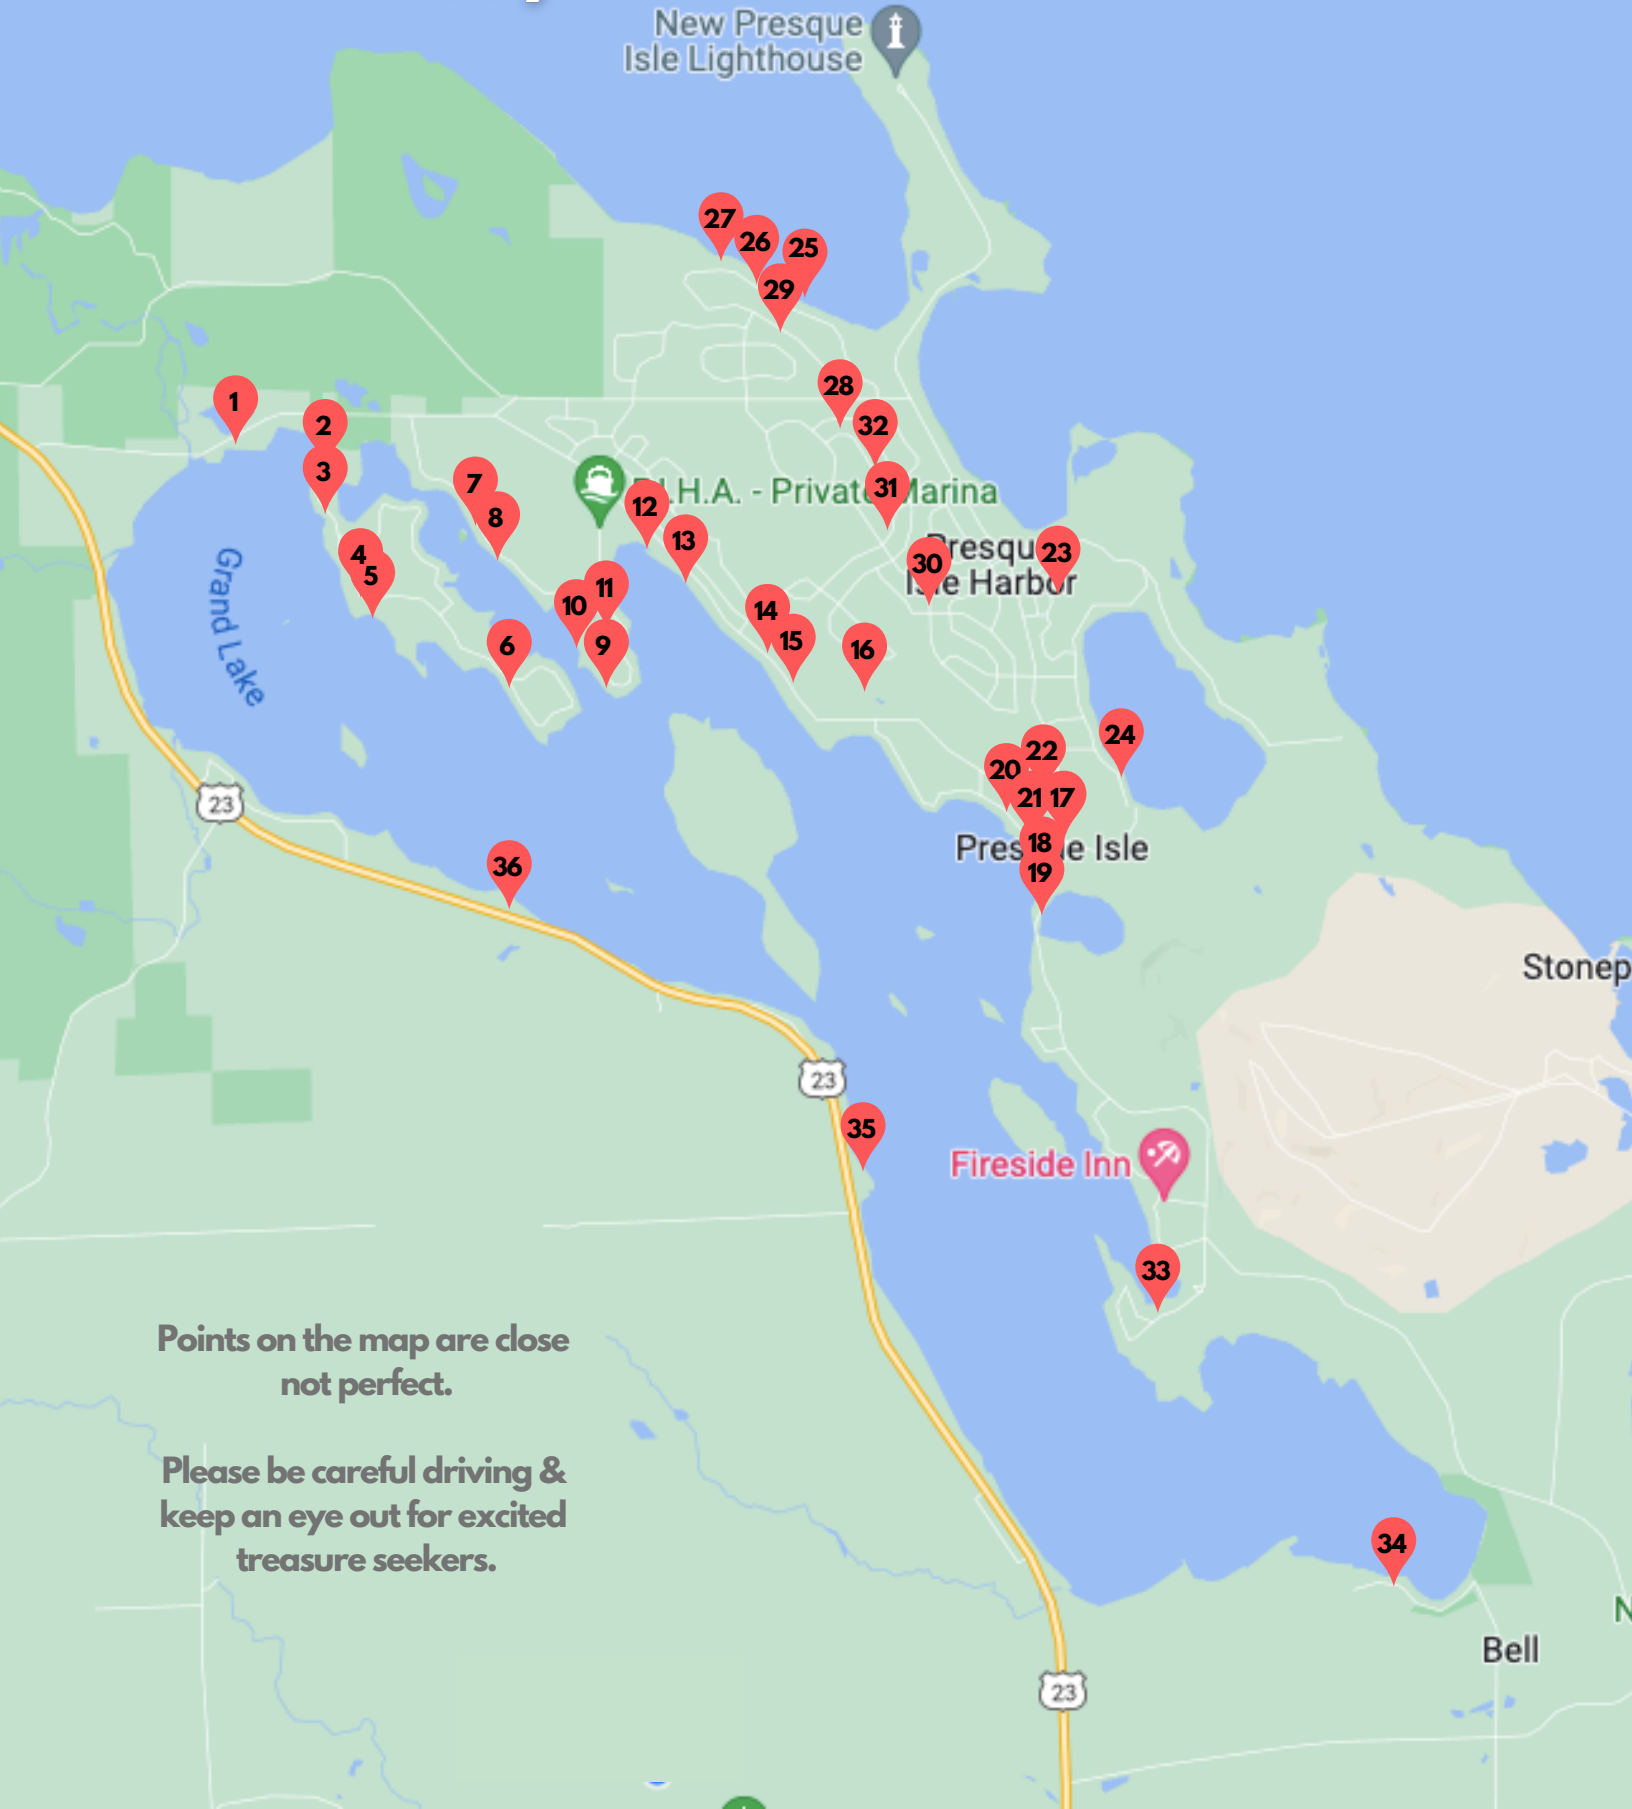 New Presque
Isle Lighthouse
27
26
25
29
1
2
3
28
32
7
8
12
P.I.H.A. - Private Marina
31
13
4
5
30
Presque
Isle Harbor
23
Grand Lake
10
11
14
15
16
6
9
24
22
20
21
17
23
18
Presque Isle
19
36
Stonep
23
35
Fireside Inn
33
Points on the map are close
not perfect.
Please be careful driving &
keep an eye out for excited
treasure seekers.
34
N
Bell
23